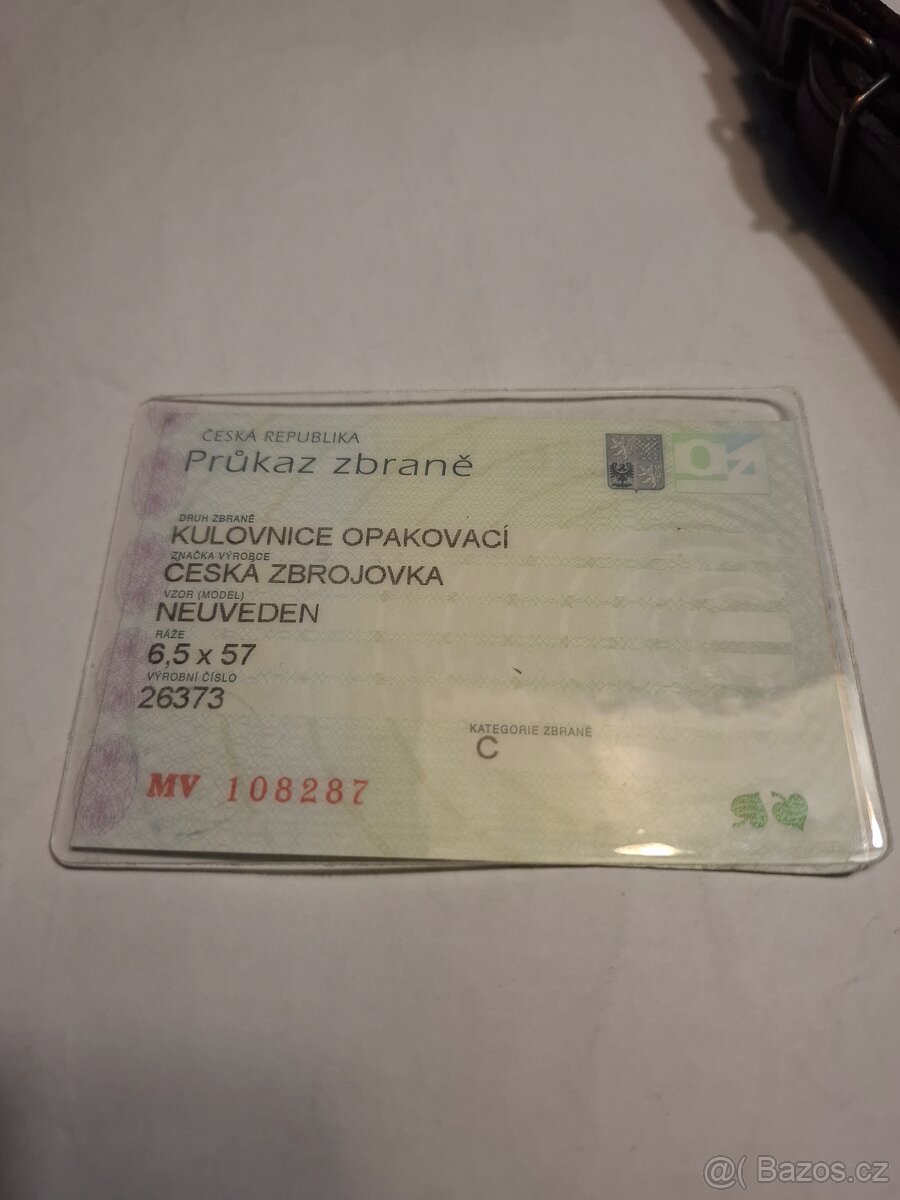 ČESKÁ REPUBLIKA
Průkaz zbraně
DRUH ZBRANĚ
KULOVNICE OPAKOVACÍ
ZNAČKA VÝROBCE
ČESKÁ ZBROJOVKA
VZOR (MODEL)
NEUVEDEN
RÁŽE
6,5 x 57
VÝROBNÍ ČÍSLO
26373
KATEGORIE ZBRANĚ
C
MV 108287
@( Bazos.cz